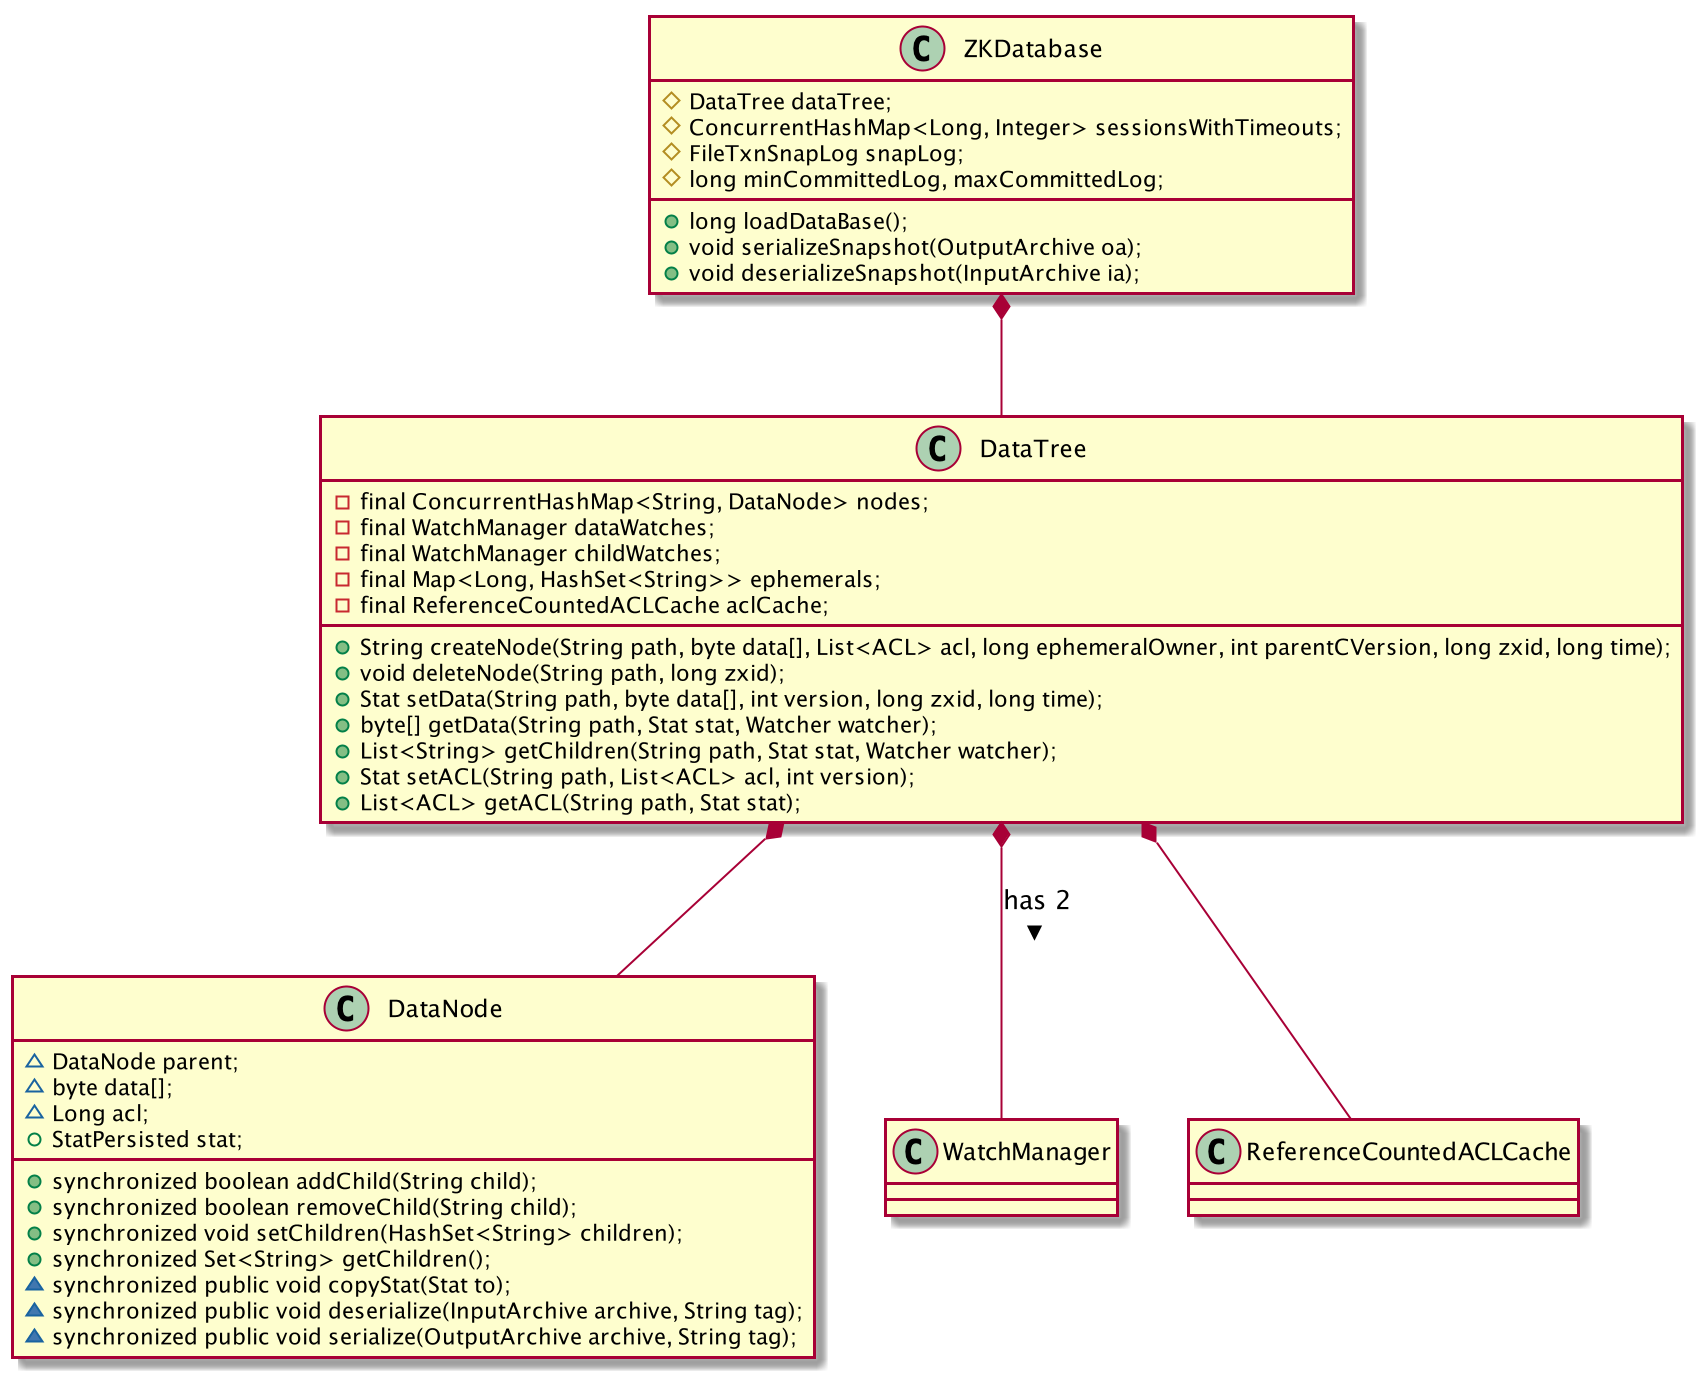 C ZKDatabase
DataTree dataTree;
ConcurrentHashMap<Long, Integer> sessionsWithTimeouts;
FileTxnSnapLog snapLog;
long minCommittedLog, maxCommittedLog;
long loadDataBase();
void serializeSnapshot(OutputArchive oa);
void deserializeSnapshot(InputArchive ia);
C DataTree
final ConcurrentHashMap<String, DataNode> nodes;
final WatchManager dataWatches;
final WatchManager childWatches;
final Map<Long, HashSet<String>> ephemerals;
final ReferenceCountedACLCache aclCache;
String createNode(String path, byte data[], List<ACL> acl, long ephemeralOwner, int parentCVersion, long zxid, long time);
void deleteNode(String path, long zxid);
Stat setData(String path, byte data[], int version, long zxid, long time);
byte[] getData(String path, Stat stat, Watcher watcher);
List<String> getChildren(String path, Stat stat, Watcher watcher);
Stat setACL(String path, List<ACL> acl, int version);
List<ACL> getACL(String path, Stat stat);
has 2
C DataNode
DataNode parent;
byte data[];
Long acl;
StatPersisted stat;
synchronized boolean addChild(String child);
synchronized boolean removeChild(String child);
synchronized void setChildren(HashSet<String> children);
synchronized Set<String> getChildren();
synchronized public void copyStat(Stat to);
synchronized public void deserialize(InputArchive archive, String tag);
synchronized public void serialize(OutputArchive archive, String tag);
C WatchManager
C ReferenceCountedACLCache